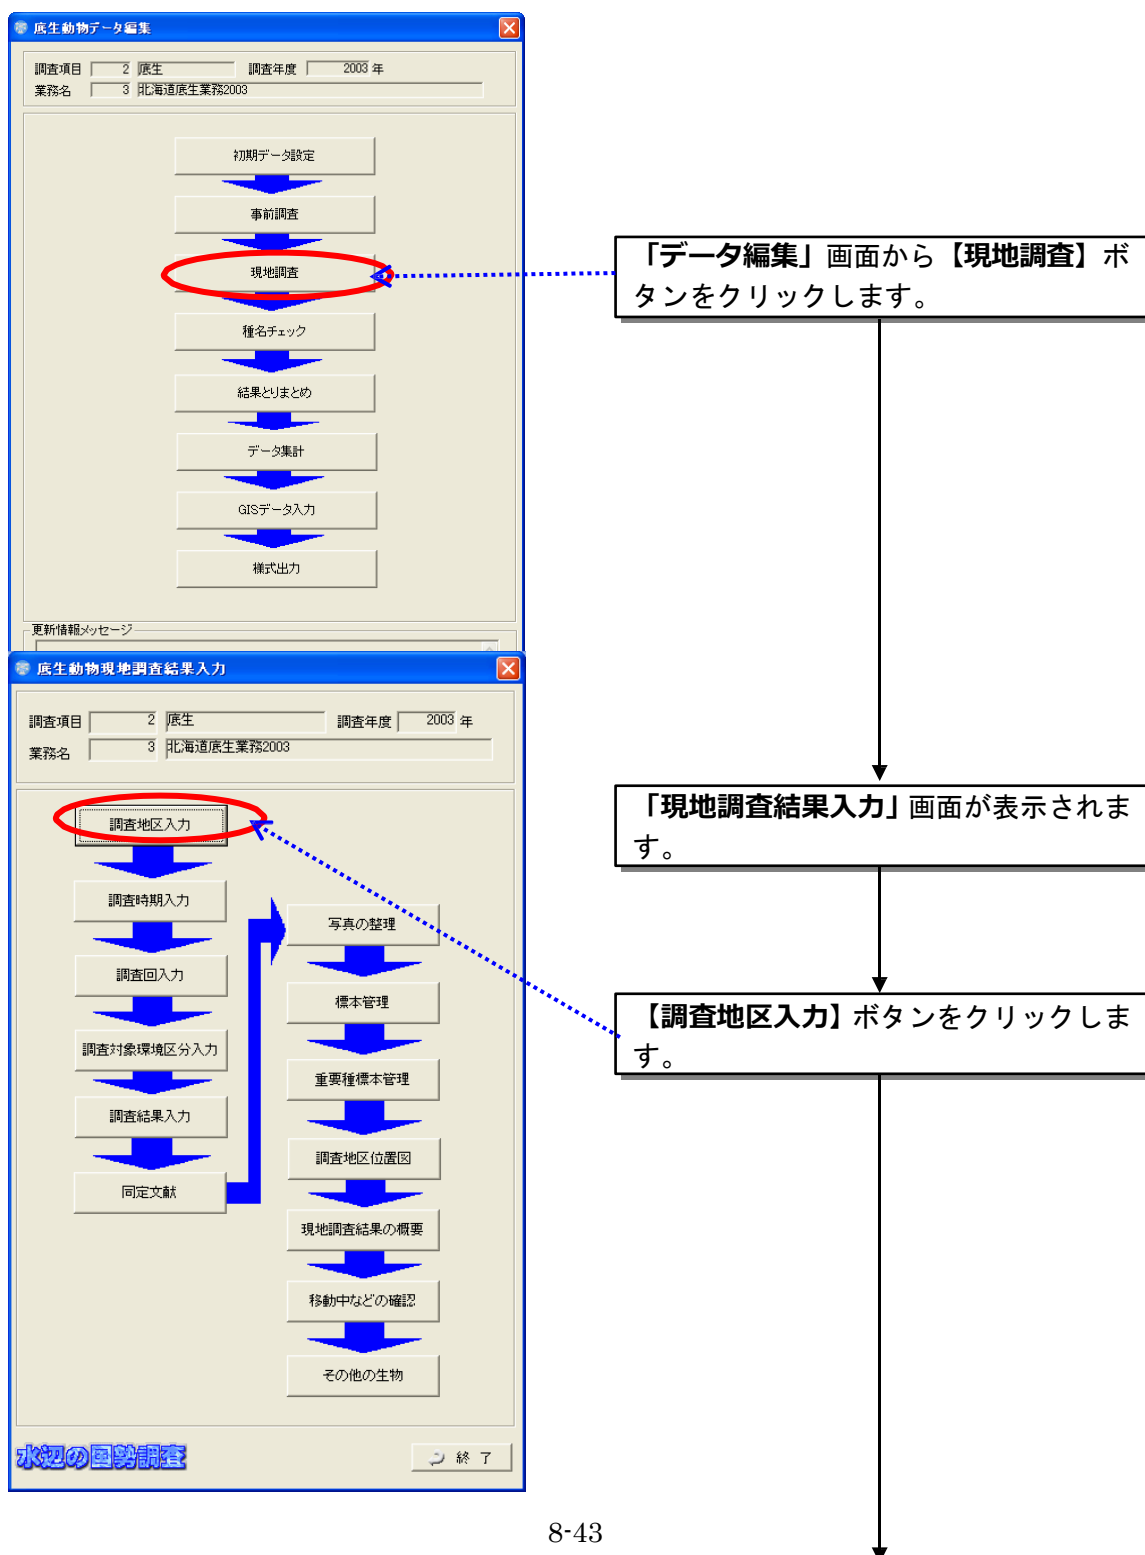 底生動物データ編集
調査項目 2 底生 調査年度 2003 年
業務名 3 北海道底生業務2003
初期データ設定
事前調査
現地調査
種名チェック
結果とりまとめ
データ集計
GISデータ入力
様式出力
更新情報メッセージ
「データ編集」画面から【現地調査】ボ
タンをクリックします。
底生動物現地調査結果入力
調査項目 2 底生 調査年度 2003 年
業務名 3 北海道底生業務2003
調査地区入力
調査時期入力
調査回入力
調査対象環境区分入力
調査結果入力
同定文献
写真の整理
標本管理
重要種標本管理
調査地区位置図
現地調査結果の概要
移動中などの確認
その他の生物
水辺の国勢調査
終 了
「現地調査結果入力」画面が表示されま
す。
【調査地区入力】ボタンをクリックしま
す。
8-43